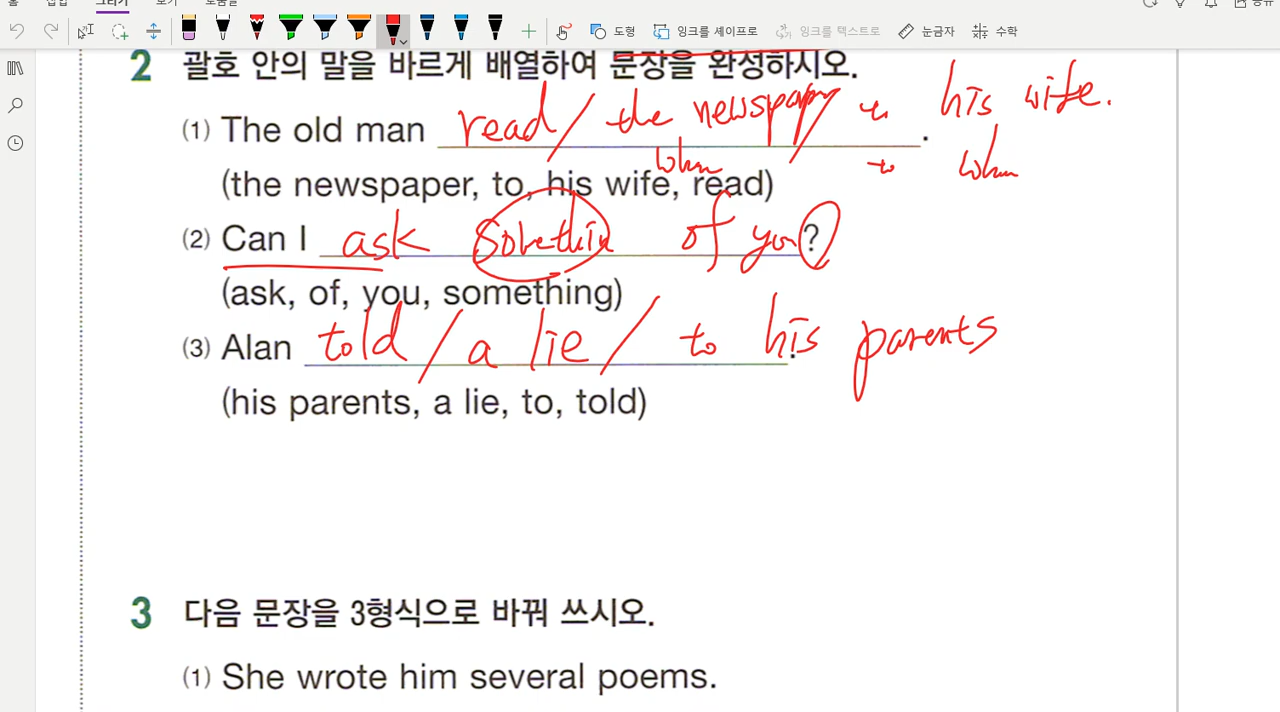 도형 잉크를 셰이프로 잉크를 텍스트로 눈금자 수학
2 괄호 안의 말을 바르게 배열하여 문장을 완성하시오.
(1) The old man read / the newspaper / to his wife.
(the newspaper, to, his wife, read)
(2) Can I ask somethin of you?
(ask, of, you, something)
(3) Alan told / a lie / to his parents.
(his parents, a lie, to, told)
3 다음 문장을 3형식으로 바꿔 쓰시오.
(1) She wrote him several poems.